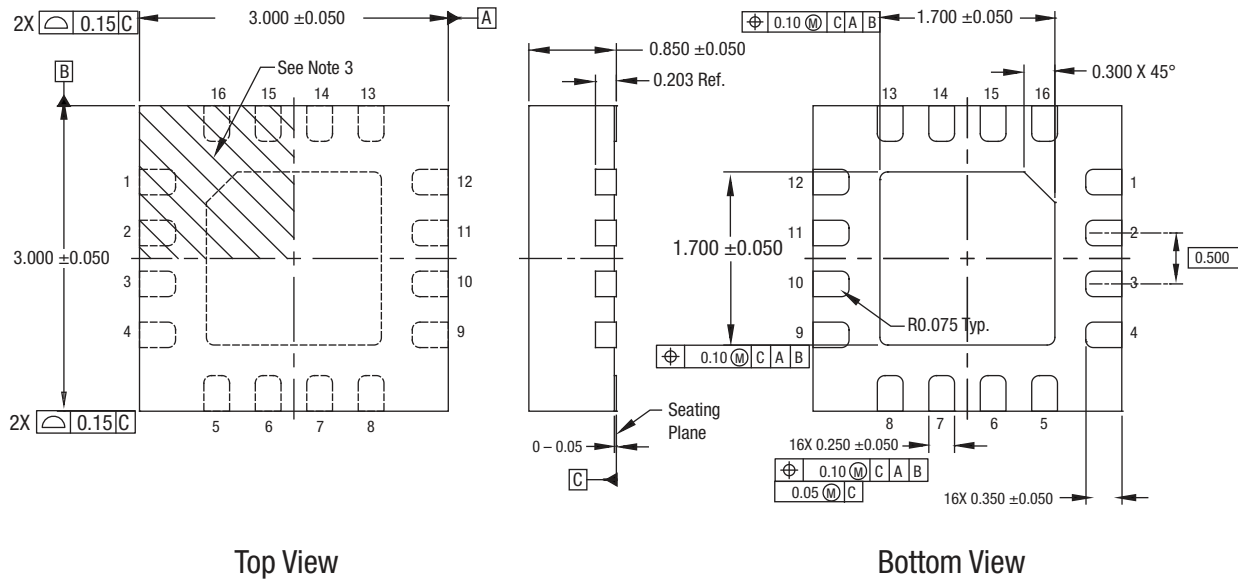 2X ⌓ 0.15 C
3.000 ±0.050
A
B
See Note 3
16 15 14 13
1
2
3
4
12
11
10
9
3.000 ±0.050
5 6 7 8
2X ⌓ 0.15 C
Top View
0.850 ±0.050
0.203 Ref.
Seating
Plane
0 – 0.05
C
⌖ 0.10 Ⓜ C A B
1.700 ±0.050
0.300 X 45°
13 14 15 16
12
11
10
9
1
2
3
4
1.700 ±0.050
0.500
R0.075 Typ.
⌖ 0.10 Ⓜ C A B
8 7 6 5
16X 0.250 ±0.050
⌖ 0.10 Ⓜ C A B
0.05 Ⓜ C
16X 0.350 ±0.050
Bottom View